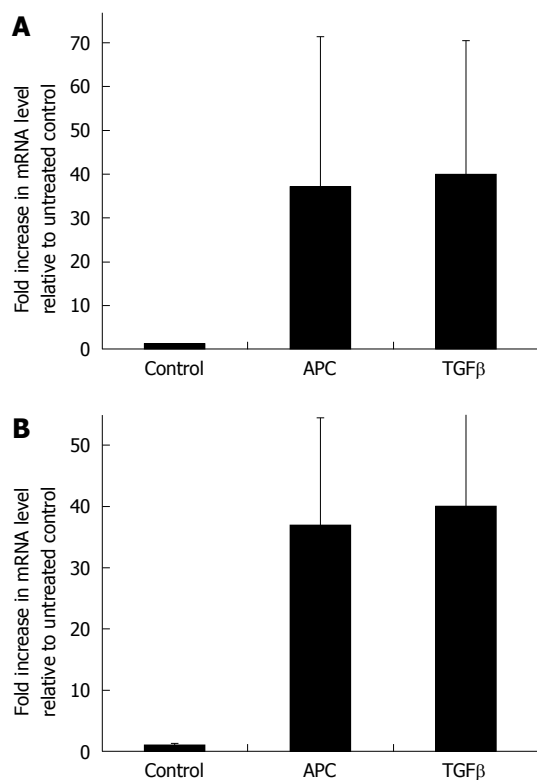 A
Fold increase in mRNA level
relative to untreated control
70
60
50
40
30
20
10
0
Control APC TGFβ
B
Fold increase in mRNA level
relative to untreated control
50
40
30
20
10
0
Control APC TGFβ